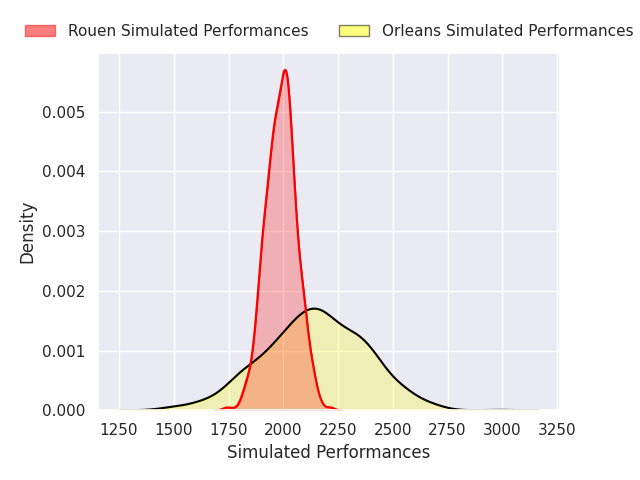 Rouen Simulated Performances
Orleans Simulated Performances
0.005
0.004
0.003
0.002
0.001
0.000
Density
1250 1500 1750 2000 2250 2500 2750 3000 3250
Simulated Performances